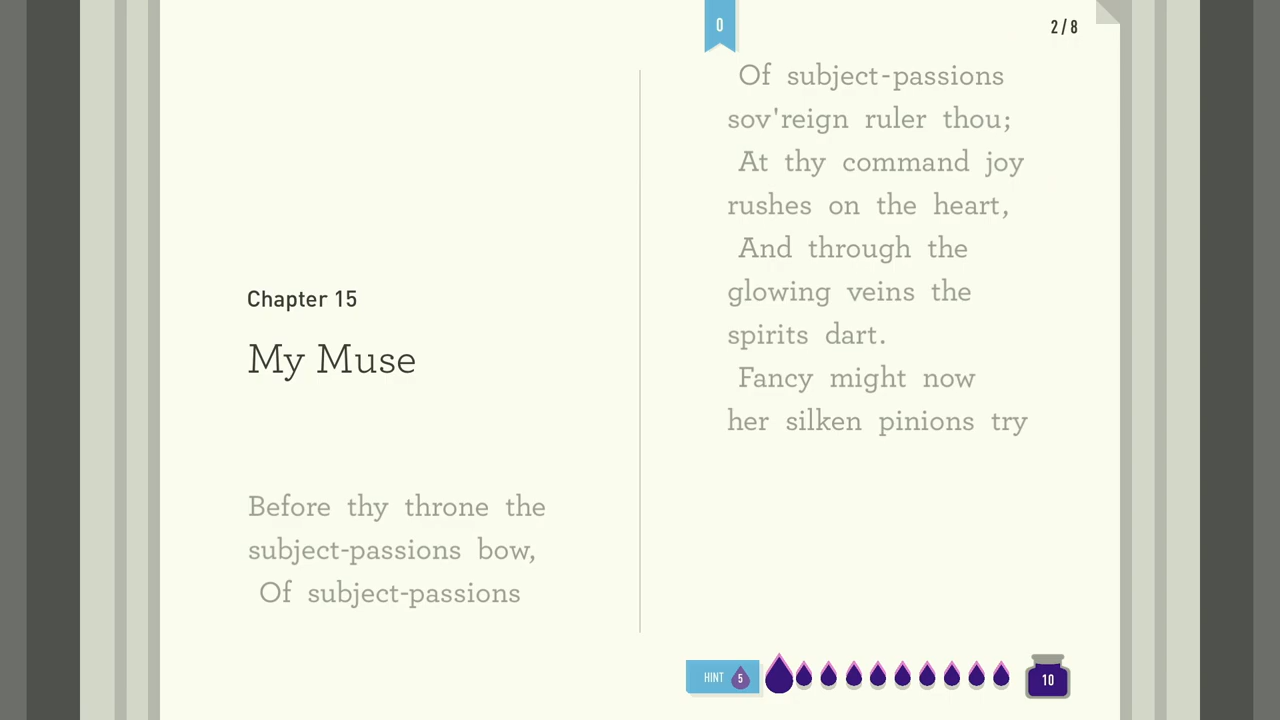 Chapter 15
My Muse
Before thy throne the
subject-passions bow,
Of subject-passions
0
2/8
Of subject-passions
sov'reign ruler thou;
At thy command joy
rushes on the heart,
And through the
glowing veins the
spirits dart.
Fancy might now
her silken pinions try
HINT 5
10